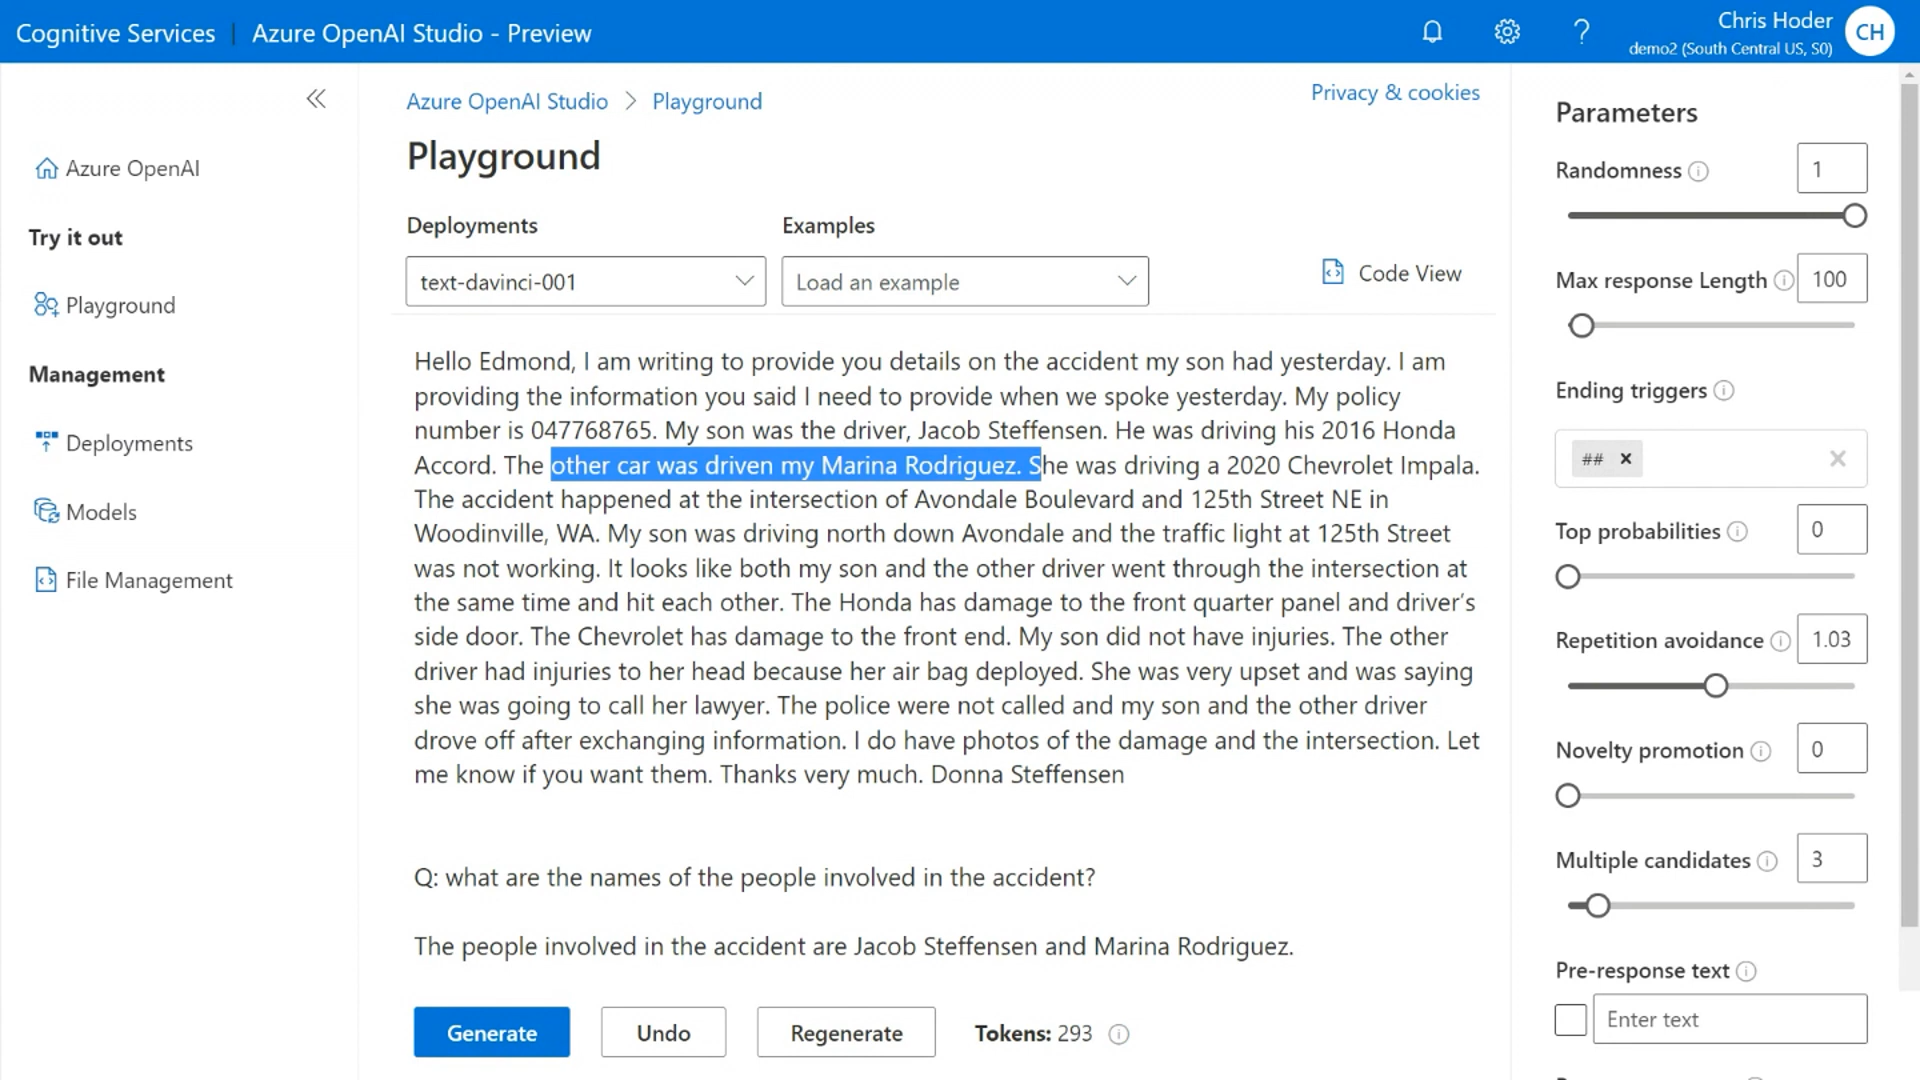 Cognitive Services | Azure OpenAI Studio - Preview
Chris Hoder
demo2 (South Central US, S0)
CH
Azure OpenAI
Try it out
Playground
Management
Deployments
Models
File Management
Azure OpenAI Studio > Playground
Privacy & cookies
Playground
Deployments
Examples
text-davinci-001
Load an example
Code View
Hello Edmond, I am writing to provide you details on the accident my son had yesterday. I am
providing the information you said I need to provide when we spoke yesterday. My policy
number is 047768765. My son was the driver, Jacob Steffensen. He was driving his 2016 Honda
Accord. The other car was driven my Marina Rodriguez. She was driving a 2020 Chevrolet Impala.
The accident happened at the intersection of Avondale Boulevard and 125th Street NE in
Woodinville, WA. My son was driving north down Avondale and the traffic light at 125th Street
was not working. It looks like both my son and the other driver went through the intersection at
the same time and hit each other. The Honda has damage to the front quarter panel and driver's
side door. The Chevrolet has damage to the front end. My son did not have injuries. The other
driver had injuries to her head because her air bag deployed. She was very upset and was saying
she was going to call her lawyer. The police were not called and my son and the other driver
drove off after exchanging information. I do have photos of the damage and the intersection. Let
me know if you want them. Thanks very much. Donna Steffensen
Q: what are the names of the people involved in the accident?
The people involved in the accident are Jacob Steffensen and Marina Rodriguez.
Generate
Undo
Regenerate
Tokens: 293
Parameters
Randomness
1
Max response Length
100
Ending triggers
##
Top probabilities
0
Repetition avoidance
1.03
Novelty promotion
0
Multiple candidates
3
Pre-response text
Enter text